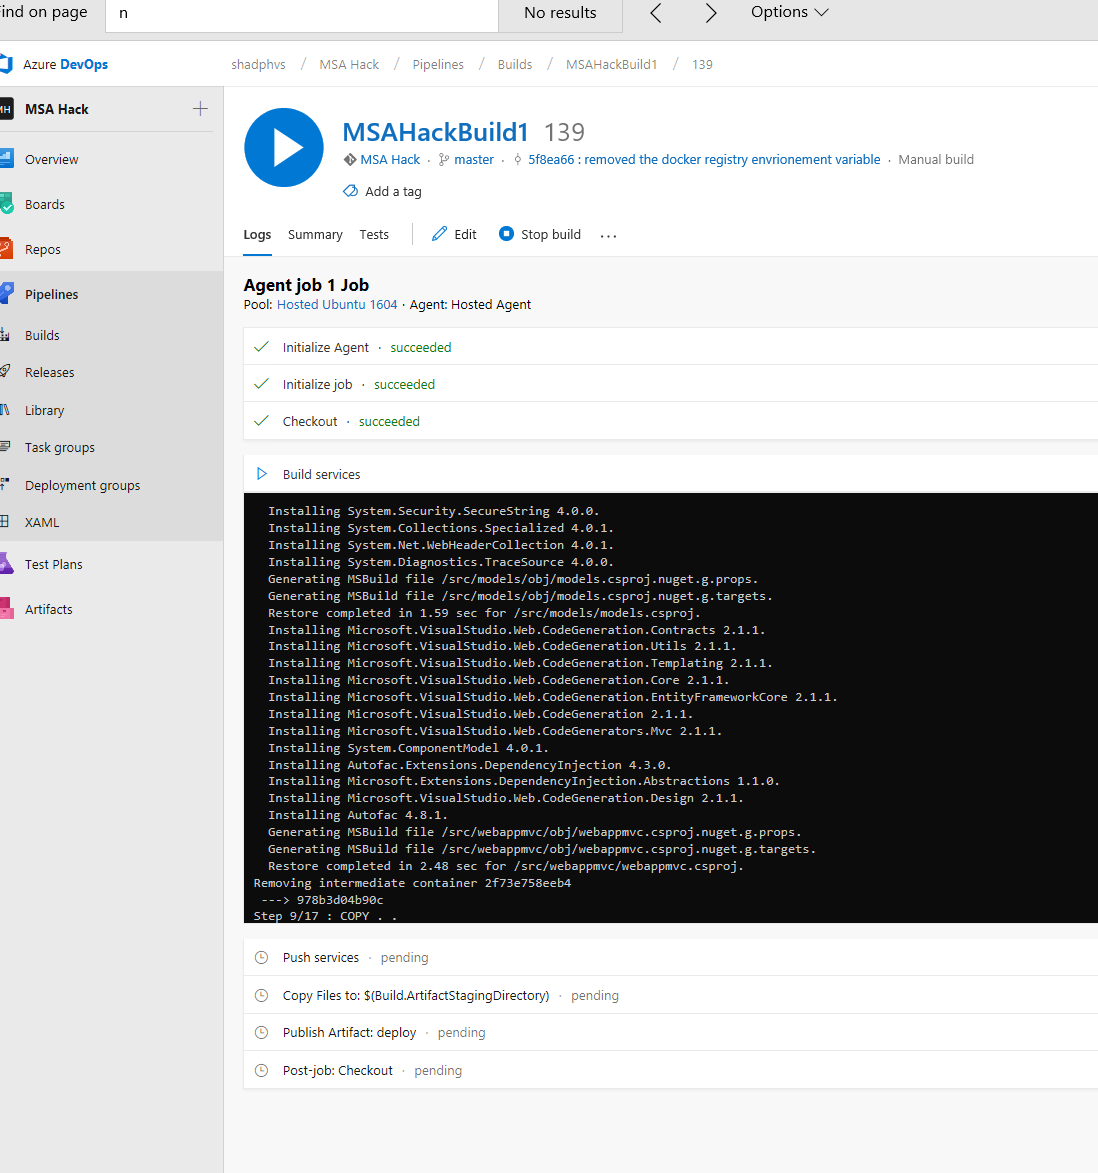 ind on page
n
No results
Options
Azure DevOps
shadphvs / MSA Hack / Pipelines / Builds / MSAHackBuild1 / 139
MH
MSA Hack
Overview
Boards
Repos
Pipelines
Builds
Releases
Library
Task groups
Deployment groups
XAML
Test Plans
Artifacts
MSAHackBuild1 139
MSA Hack · master · 5f8ea66 : removed the docker registry envrionement variable · Manual build
Add a tag
Logs Summary Tests Edit Stop build ...
Agent job 1 Job
Pool: Hosted Ubuntu 1604 · Agent: Hosted Agent
Initialize Agent · succeeded
Initialize job · succeeded
Checkout · succeeded
Build services
Installing System.Security.SecureString 4.0.0.
Installing System.Collections.Specialized 4.0.1.
Installing System.Net.WebHeaderCollection 4.0.1.
Installing System.Diagnostics.TraceSource 4.0.0.
Generating MSBuild file /src/models/obj/models.csproj.nuget.g.props.
Generating MSBuild file /src/models/obj/models.csproj.nuget.g.targets.
Restore completed in 1.59 sec for /src/models/models.csproj.
Installing Microsoft.VisualStudio.Web.CodeGeneration.Contracts 2.1.1.
Installing Microsoft.VisualStudio.Web.CodeGeneration.Utils 2.1.1.
Installing Microsoft.VisualStudio.Web.CodeGeneration.Templating 2.1.1.
Installing Microsoft.VisualStudio.Web.CodeGeneration.Core 2.1.1.
Installing Microsoft.VisualStudio.Web.CodeGeneration.EntityFrameworkCore 2.1.1.
Installing Microsoft.VisualStudio.Web.CodeGeneration 2.1.1.
Installing Microsoft.VisualStudio.Web.CodeGenerators.Mvc 2.1.1.
Installing System.ComponentModel 4.0.1.
Installing Autofac.Extensions.DependencyInjection 4.3.0.
Installing Microsoft.Extensions.DependencyInjection.Abstractions 1.1.0.
Installing Microsoft.VisualStudio.Web.CodeGeneration.Design 2.1.1.
Installing Autofac 4.8.1.
Generating MSBuild file /src/webappmvc/obj/webappmvc.csproj.nuget.g.props.
Generating MSBuild file /src/webappmvc/obj/webappmvc.csproj.nuget.g.targets.
Restore completed in 2.48 sec for /src/webappmvc/webappmvc.csproj.
Removing intermediate container 2f73e758eeb4
---> 978b3d04b90c
Step 9/17 : COPY . .
Push services · pending
Copy Files to: $(Build.ArtifactStagingDirectory) · pending
Publish Artifact: deploy · pending
Post-job: Checkout · pending